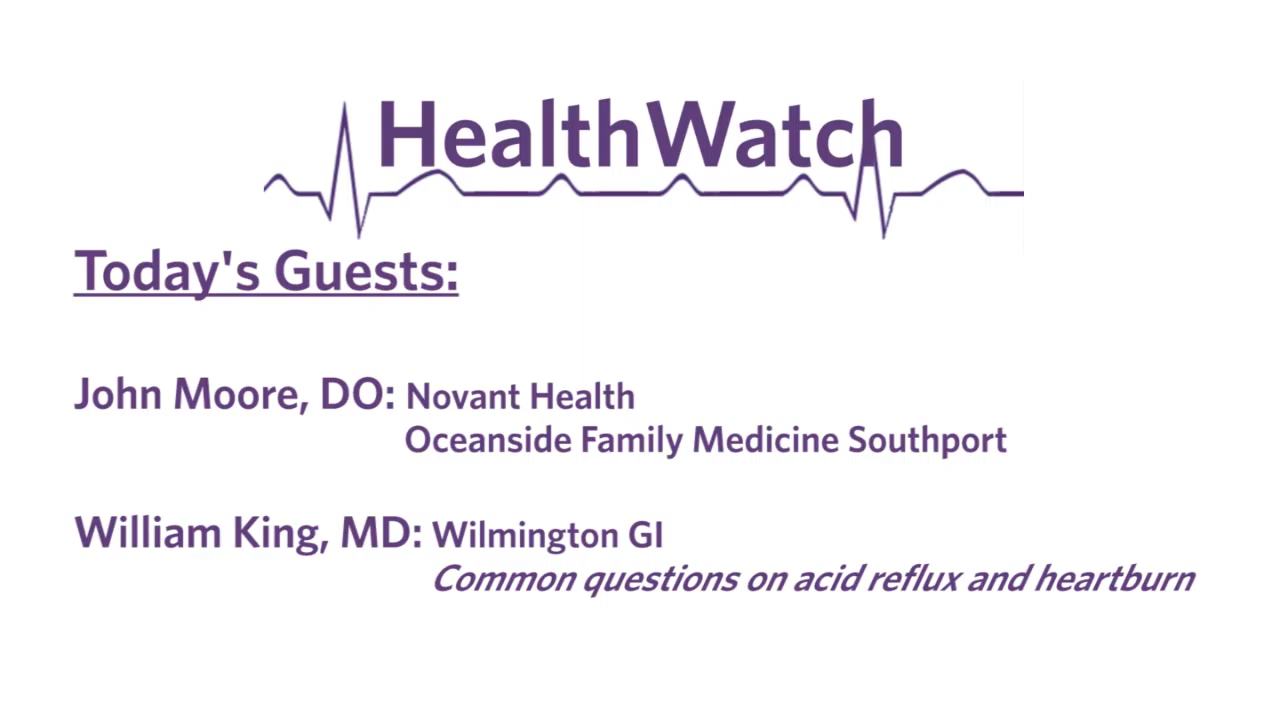 HealthWatch
Today's Guests:
John Moore, DO: Novant Health
Oceanside Family Medicine Southport
William King, MD: Wilmington GI
Common questions on acid reflux and heartburn